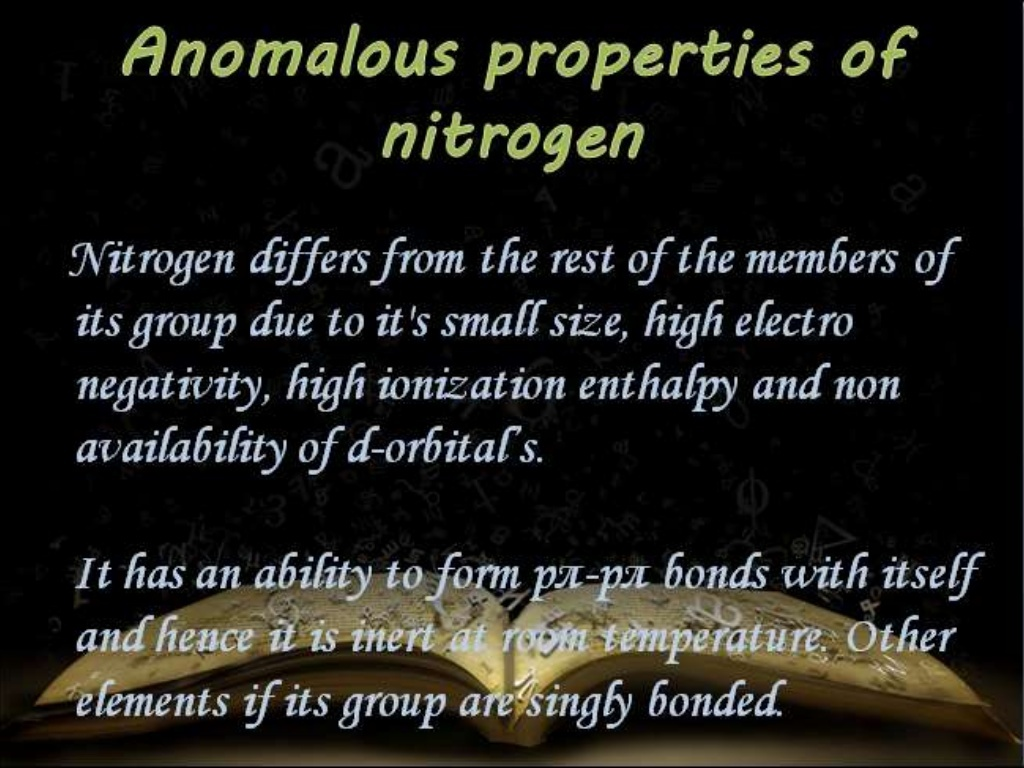 Anomalous properties of
nitrogen
Nitrogen differs from the rest of the members of
its group due to it's small size, high electro
negativity, high ionization enthalpy and non
availability of d-orbital's.
It has an ability to form pπ-pπ bonds with itself
and hence it is inert at room temperature. Other
elements if its group are singly bonded.